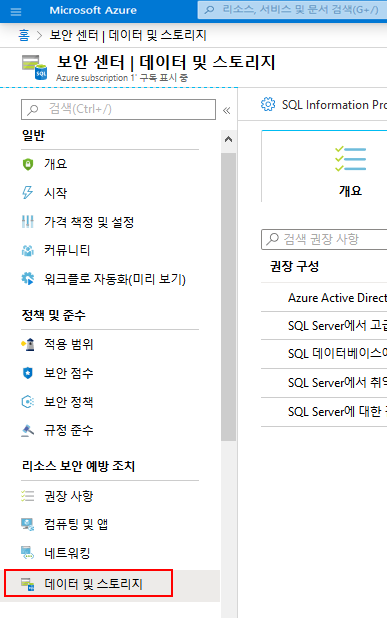 Microsoft Azure
리소스, 서비스 및 문서 검색(G+/)
홈 > 보안 센터 | 데이터 및 스토리지
보안 센터 | 데이터 및 스토리지
Azure subscription 1' 구독 표시 중
검색(Ctrl+/)
일반
개요
시작
가격 책정 및 설정
커뮤니티
워크플로 자동화(미리 보기)
정책 및 준수
적용 범위
보안 점수
보안 정책
규정 준수
리소스 보안 예방 조치
권장 사항
컴퓨팅 및 앱
네트워킹
데이터 및 스토리지
SQL Information Pro
개요
검색 권장 사항
권장 구성
Azure Active Direct
SQL Server에서 고급
SQL 데이터베이스에
SQL Server에서 취약
SQL Server에 대한